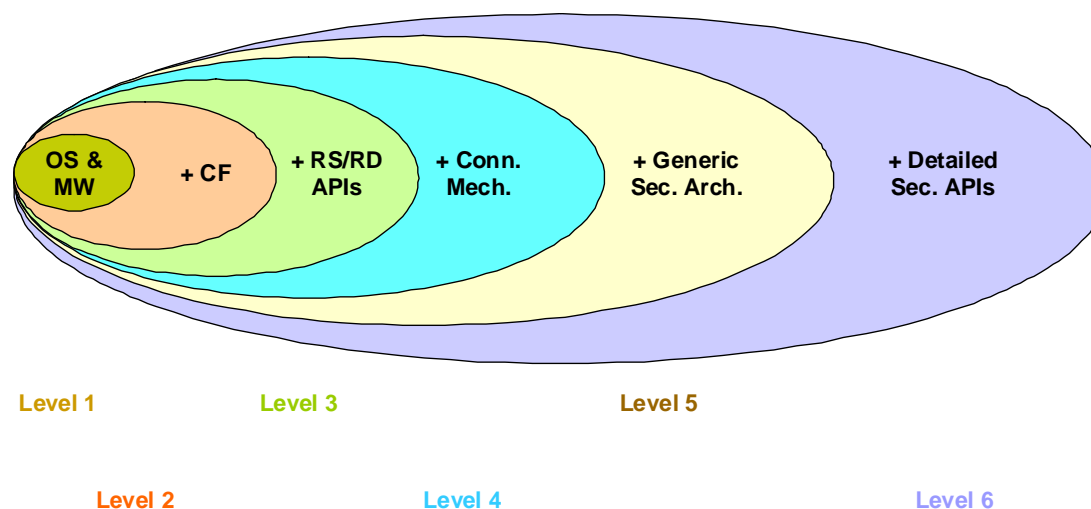 OS &
MW
+ CF
+ RS/RD
APIs
+ Conn.
Mech.
+ Generic
Sec. Arch.
+ Detailed
Sec. APIs
Level 1
Level 3
Level 5
Level 2
Level 4
Level 6